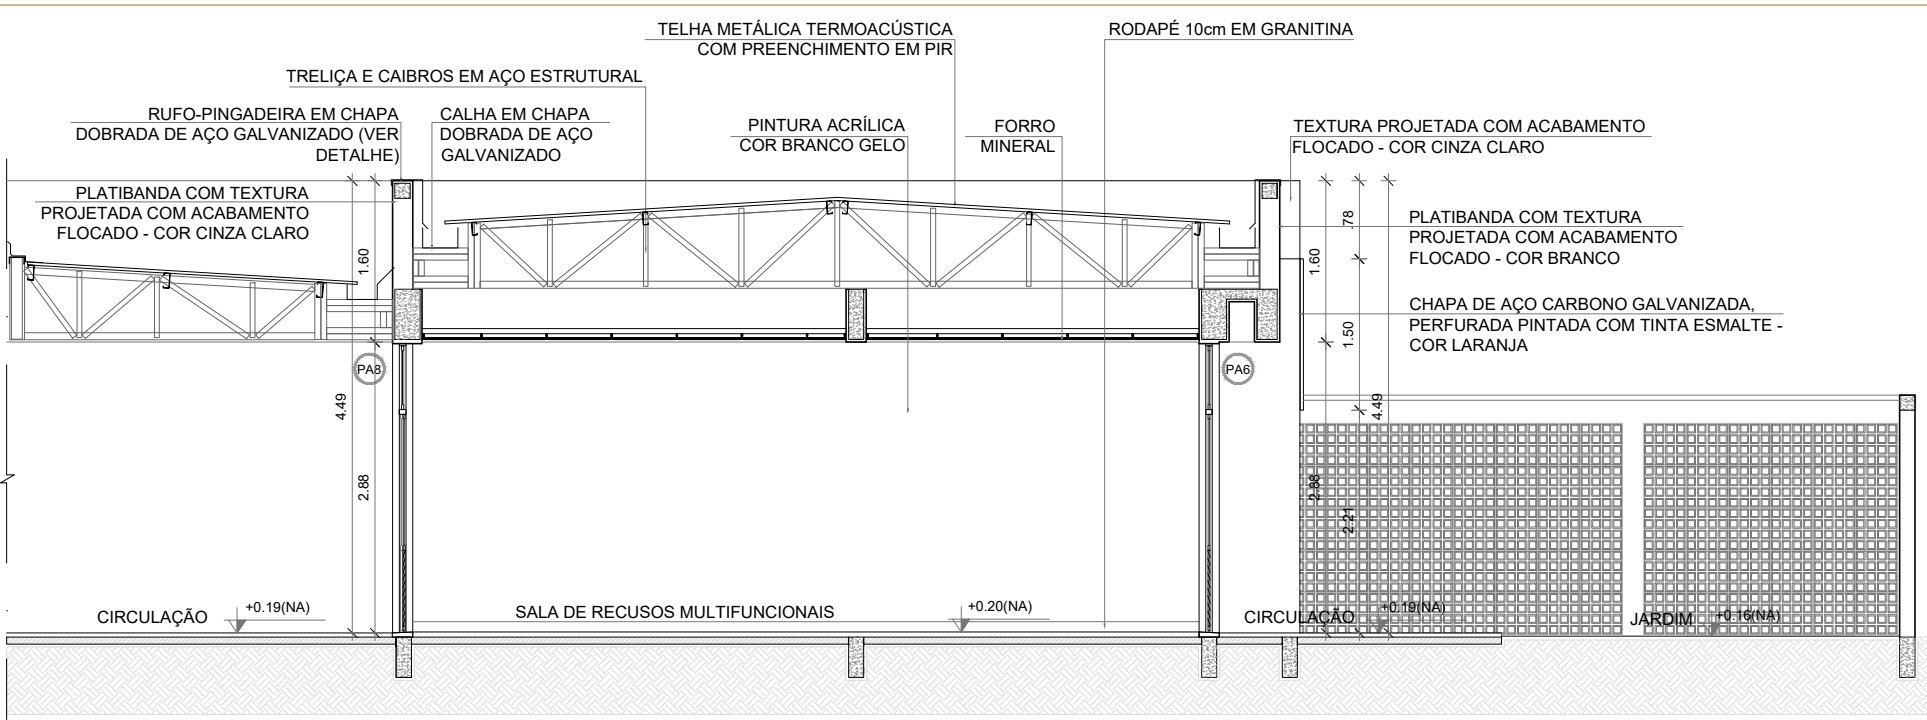 TELHA METÁLICA TERMOACÚSTICA
COM PREENCHIMENTO EM PIR
RODAPÉ 10cm EM GRANITINA
TRELIÇA E CAIBROS EM AÇO ESTRUTURAL
RUFO-PINGADEIRA EM CHAPA
DOBRADA DE AÇO GALVANIZADO (VER
DETALHE)
CALHA EM CHAPA
DOBRADA DE AÇO
GALVANIZADO
PINTURA ACRÍLICA
COR BRANCO GELO
FORRO
MINERAL
TEXTURA PROJETADA COM ACABAMENTO
FLOCADO - COR CINZA CLARO
PLATIBANDA COM TEXTURA
PROJETADA COM ACABAMENTO
FLOCADO - COR CINZA CLARO
PLATIBANDA COM TEXTURA
PROJETADA COM ACABAMENTO
FLOCADO - COR BRANCO
CHAPA DE AÇO CARBONO GALVANIZADA,
PERFURADA PINTADA COM TINTA ESMALTE -
COR LARANJA
1.60
4.49
2.88
PA8
PA6
.78
1.60
1.50
4.49
2.88
2.21
CIRCULAÇÃO
+0.19(NA)
SALA DE RECUSOS MULTIFUNCIONAIS
+0.20(NA)
CIRCULAÇÃO
+0.19(NA)
JARDIM
+0.16(NA)